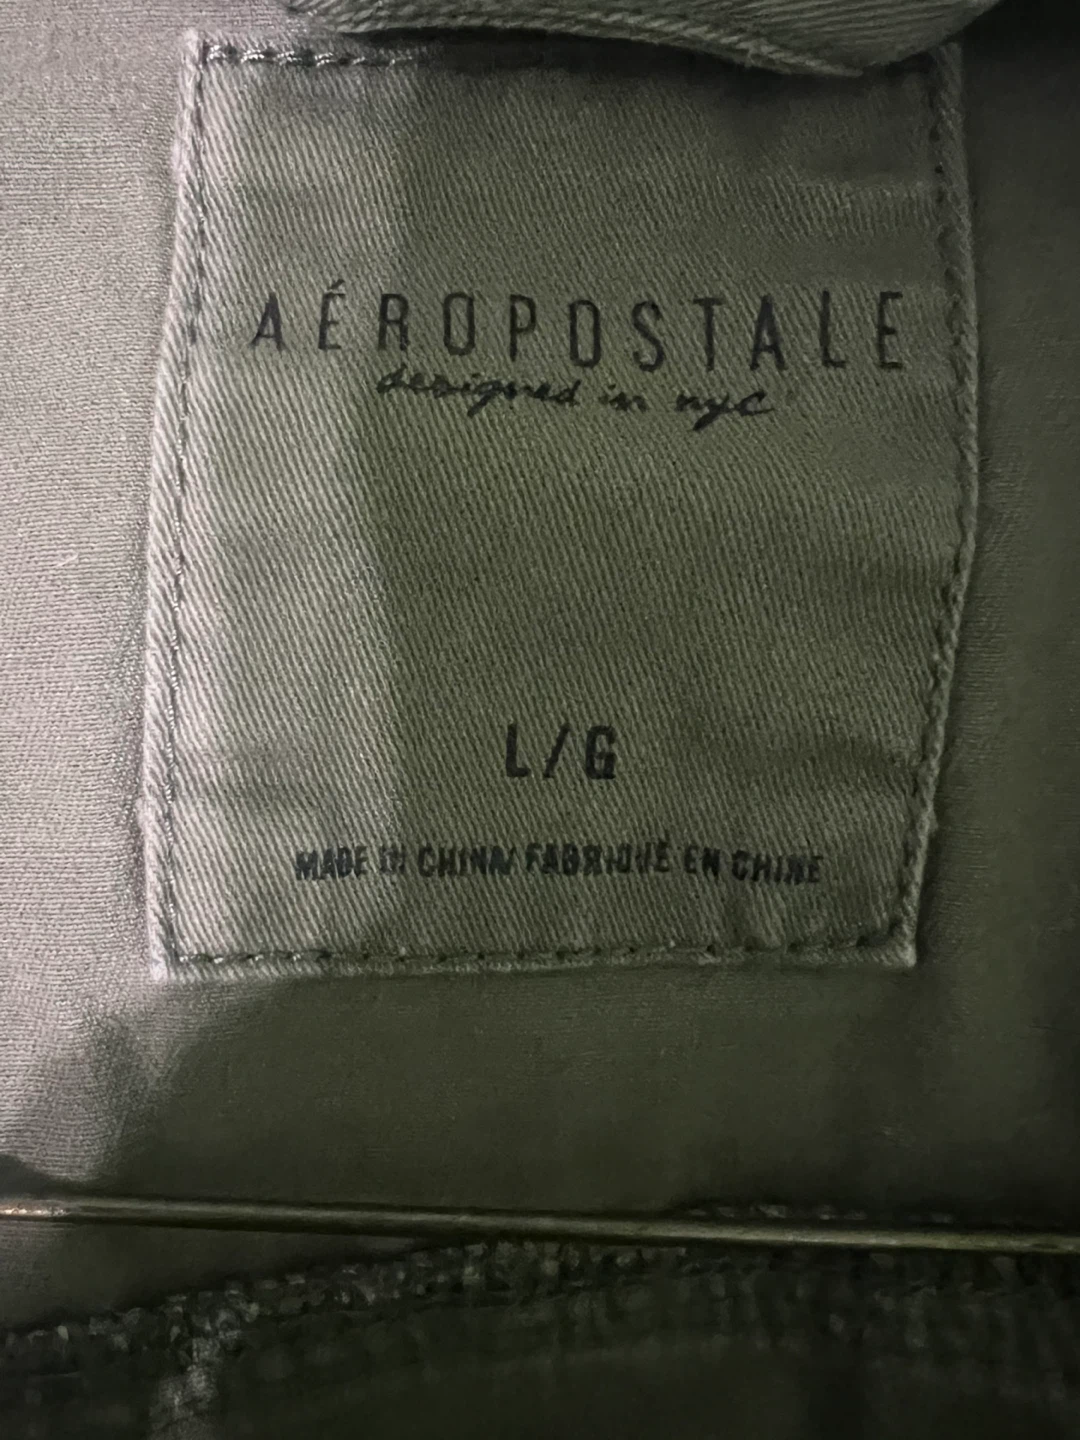 AÉROPOSTALE
designed in nyc
L/G
MADE IN CHINA/ FABRIQUÉ EN CHINE